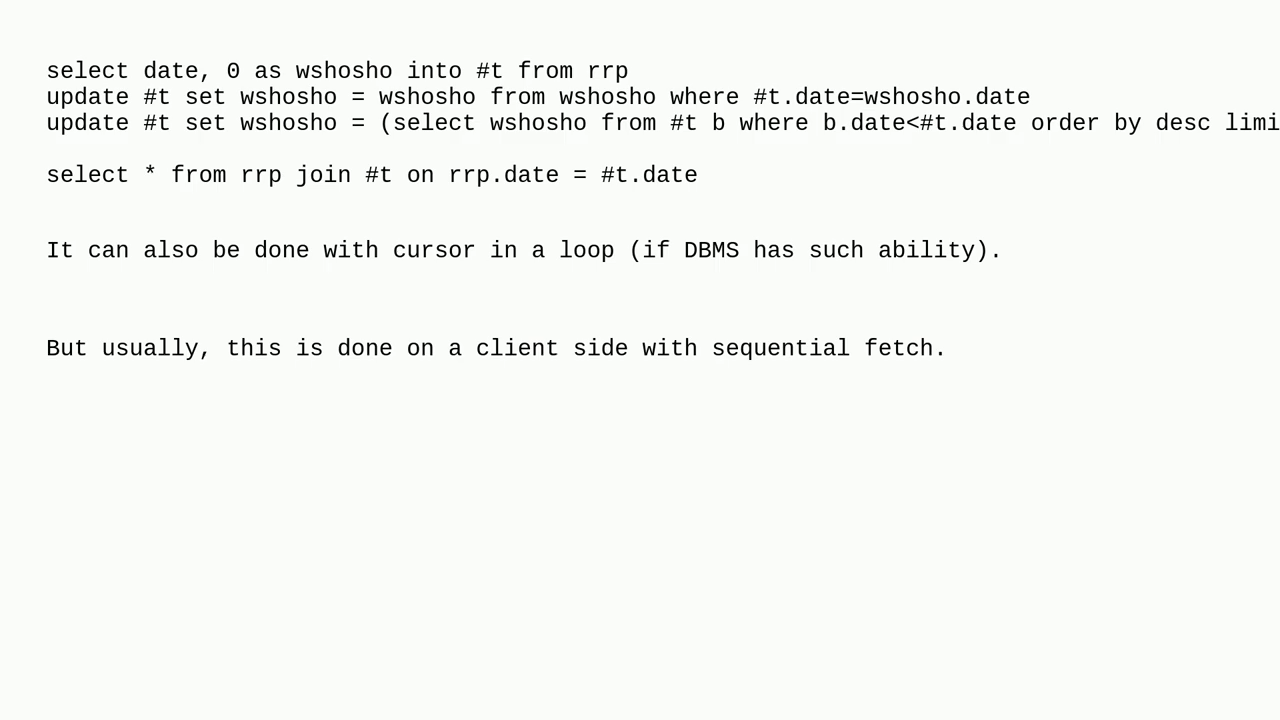 select date, 0 as wshosho into #t from rrp
update #t set wshosho = wshosho from wshosho where #t.date=wshosho.date
update #t set wshosho = (select wshosho from #t b where b.date<#t.date order by desc limi
select * from rrp join #t on rrp.date = #t.date
It can also be done with cursor in a loop (if DBMS has such ability).
But usually, this is done on a client side with sequential fetch.